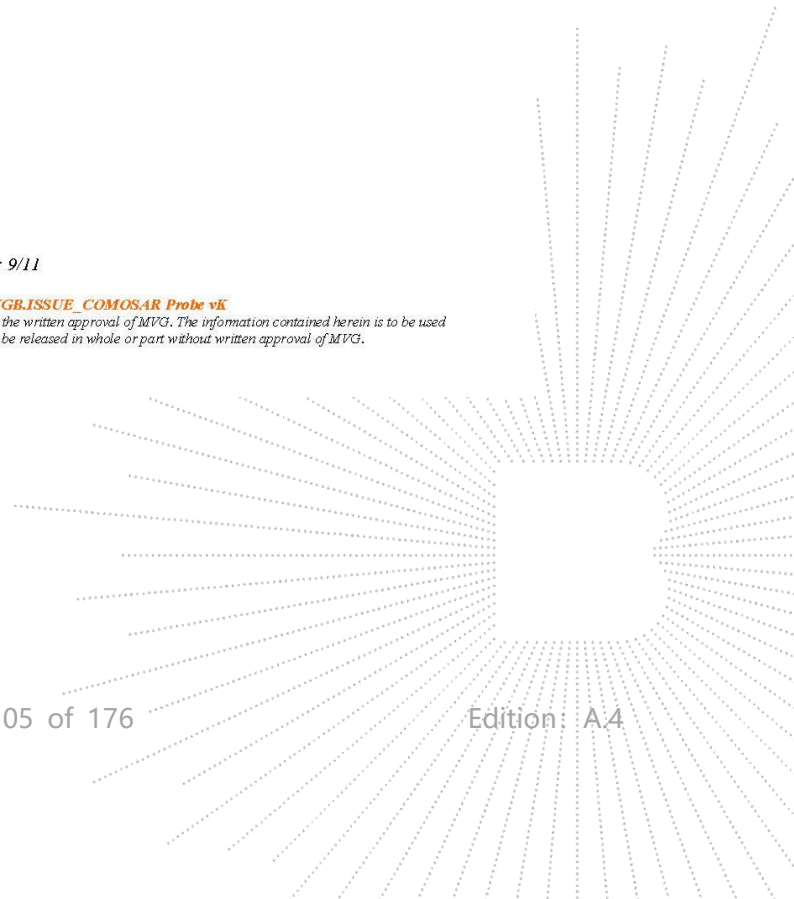 : 9/11
GB.ISSUE_COMOSAR Probe vK
the written approval of MVG. The information contained herein is to be used
be released in whole or part without written approval of MVG.
05 of 176 Edition: A.4